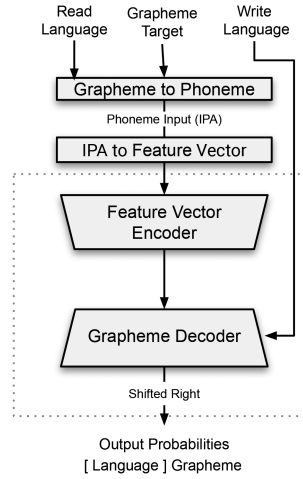 Read
Language
Grapheme
Target
Write
Language
Grapheme to Phoneme
Phoneme Input (IPA)
IPA to Feature Vector
Feature Vector
Encoder
Grapheme Decoder
Shifted Right
Output Probabilities
[ Language ] Grapheme